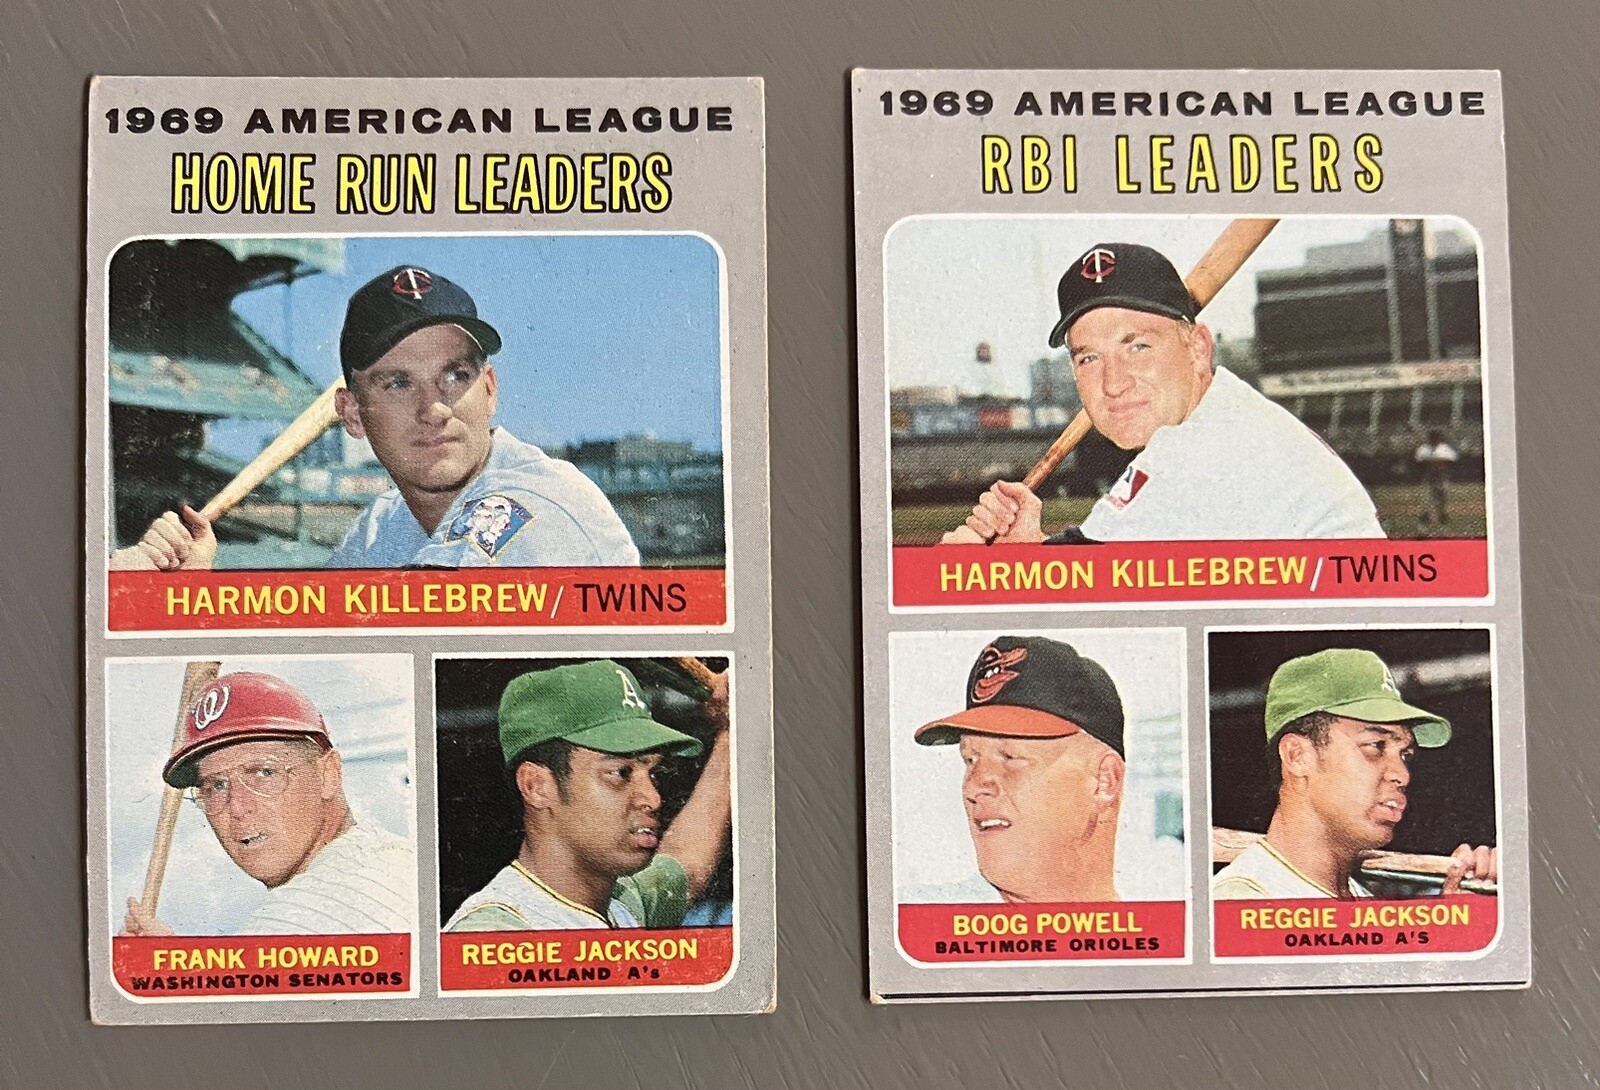 1969 AMERICAN LEAGUE
HOME RUN LEADERS
HARMON KILLEBREW/TWINS
FRANK HOWARD
WASHINGTON SENATORS
REGGIE JACKSON
OAKLAND A's
1969 AMERICAN LEAGUE
RBI LEADERS
HARMON KILLEBREW/TWINS
BOOG POWELL
BALTIMORE ORIOLES
REGGIE JACKSON
OAKLAND A'S